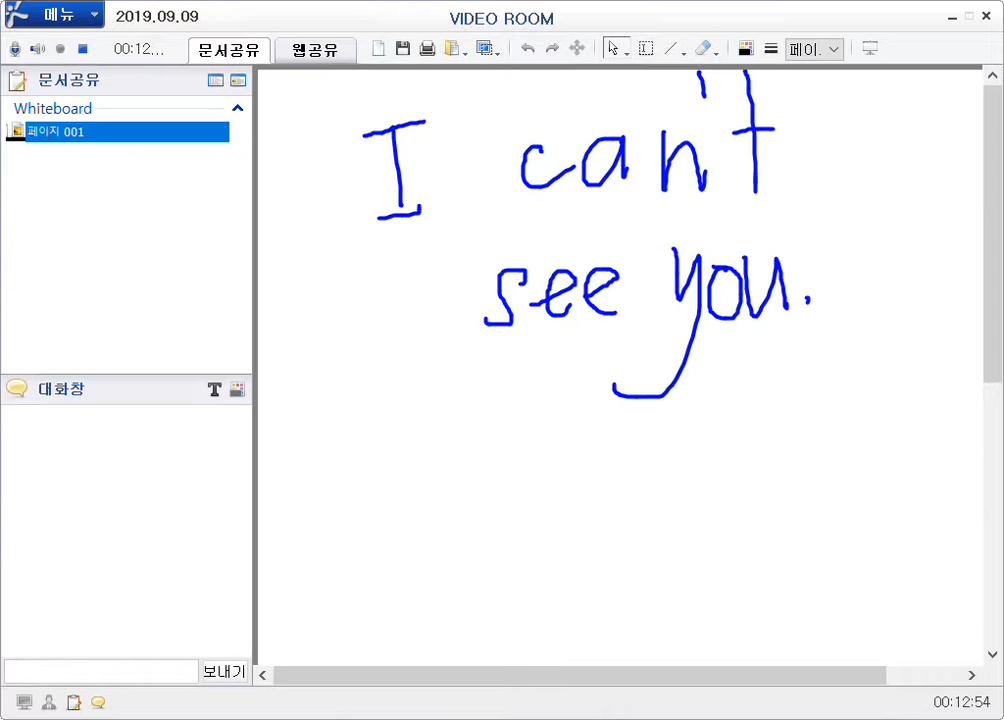 메뉴 2019.09.09 VIDEO ROOM
00:12... 문서공유 웹공유 페이.
문서공유
Whiteboard
페이지 001
I can't
see you.
대화창 T
보내기
00:12:54